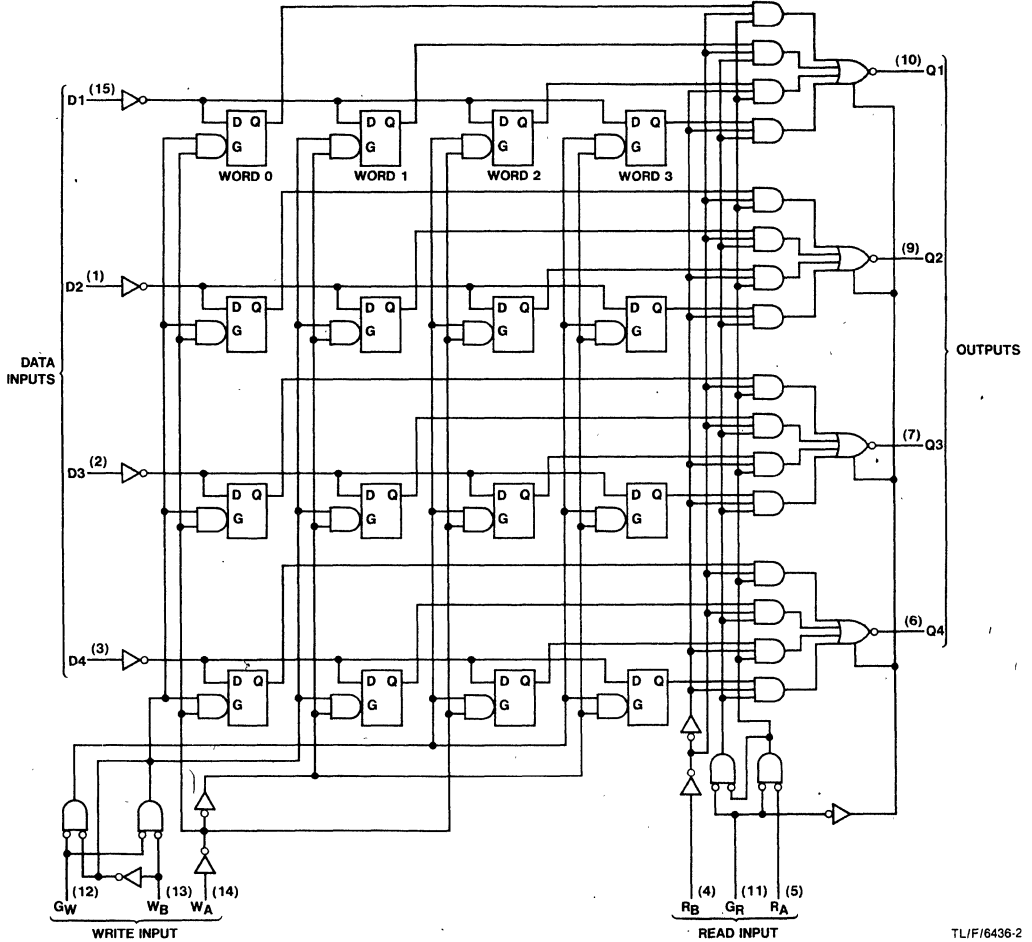 (10) Q1
D1 (15)
D Q D Q D Q D Q
G G G G
WORD 0 WORD 1 WORD 2 WORD 3
(9) Q2
D2 (1)
D Q D Q D Q D Q
G G G G
DATA INPUTS
OUTPUTS
(7) Q3
D3 (2)
D Q D Q D Q D Q
G G G G
(6) Q4
D4 (3)
D Q D Q D Q D Q
G G G G
(12) (13) (14) (4) (11) (5)
GW WB WA RB GR RA
WRITE INPUT READ INPUT
TL/F/6436-2